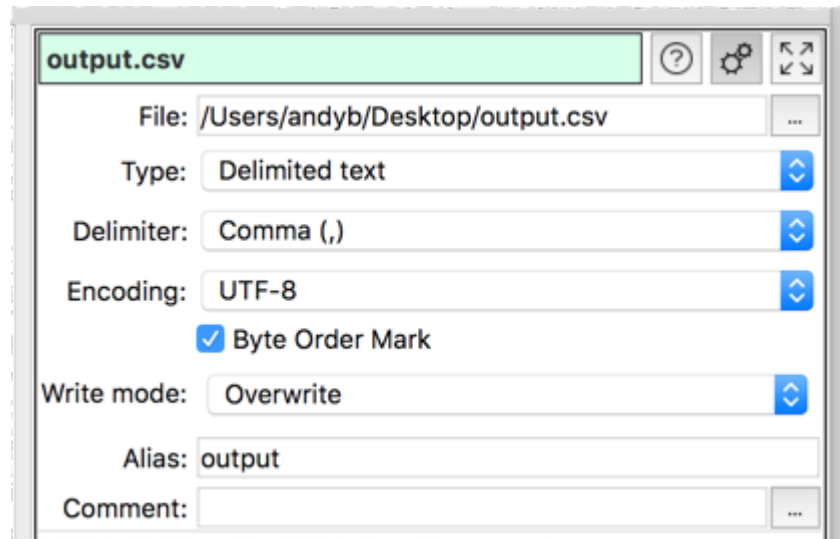 output.csv
File: /Users/andyb/Desktop/output.csv ...
Type: Delimited text
Delimiter: Comma (,)
Encoding: UTF-8
Byte Order Mark
Write mode: Overwrite
Alias: output
Comment: ...